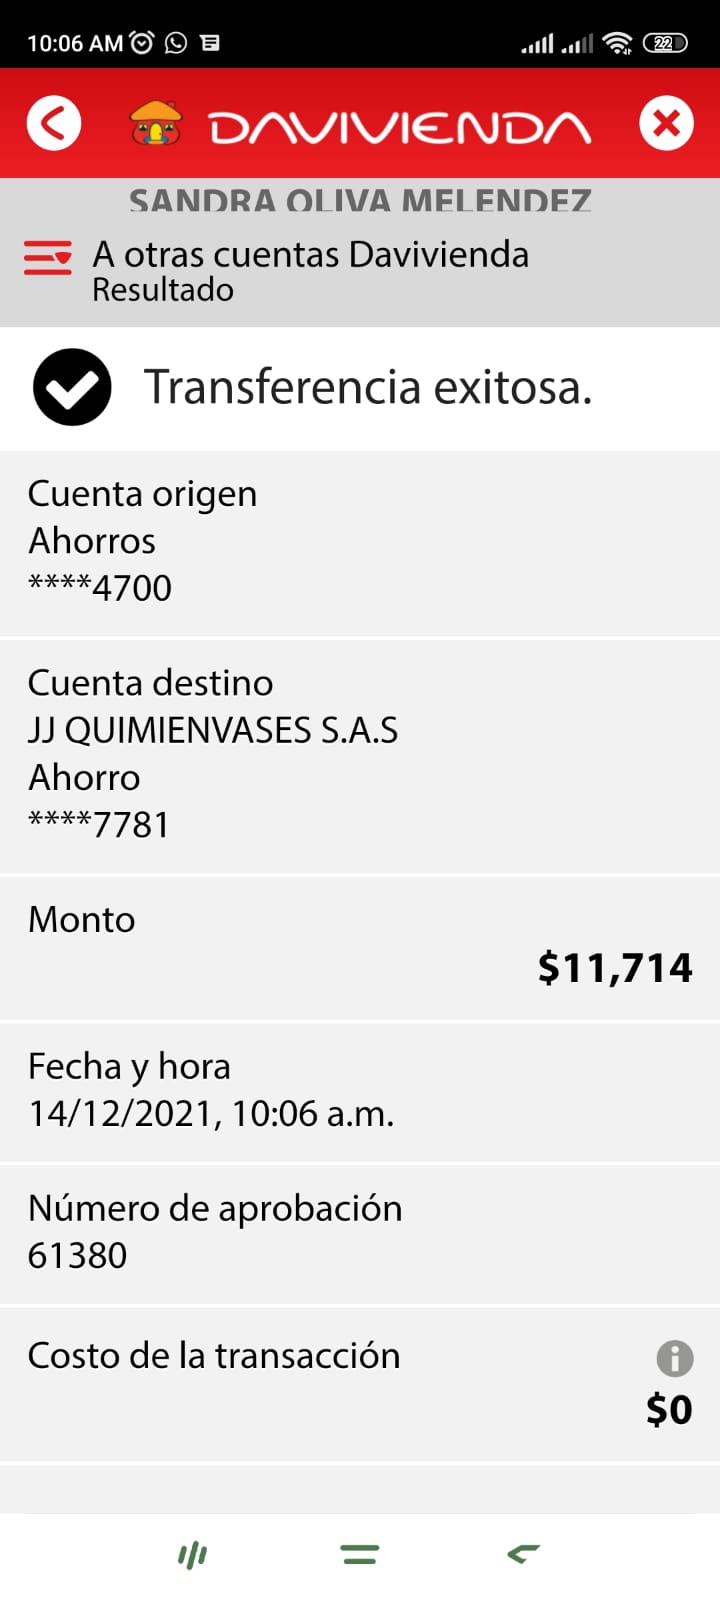 10:06 AM
22
DAVIVIENDA
SANDRA OLIVA MELENDEZ
A otras cuentas Davivienda
Resultado
Transferencia exitosa.
Cuenta origen
Ahorros
****4700
Cuenta destino
JJ QUIMIENVASES S.A.S
Ahorro
****7781
Monto
$11,714
Fecha y hora
14/12/2021, 10:06 a.m.
Número de aprobación
61380
Costo de la transacción
$0